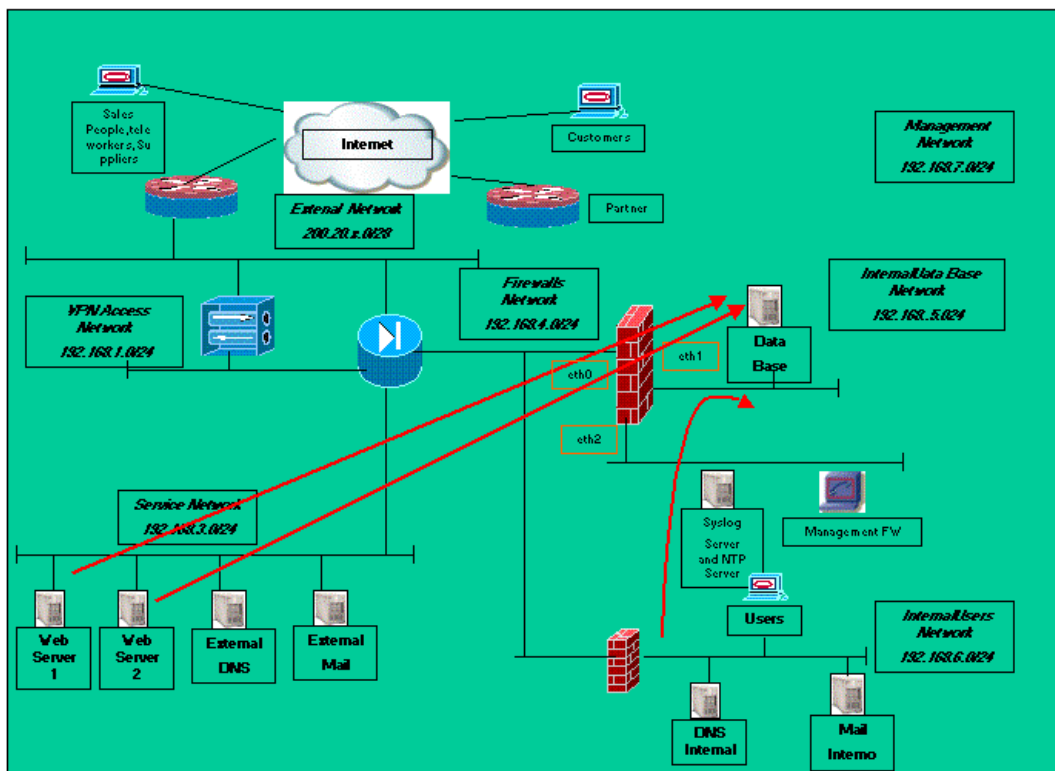 Sales
People,tele
workers,Su
ppliers
Internet
Customers
Management
Network
192.168.7.0/24
Partner
Extenal Network
200.20.x.0/28
VPN Access
Network
192.168.1.0/24
Firewalls
Network
192.168.4.0/24
InternalData Base
Network
192.168..5.0/24
Data
Base
eth0
eth1
eth2
Service Network
192.168.3.0/24
Syslog
Server
and NTP
Server
Management FW
Users
InternalUsers
Network
192.168.6.0/24
Web
Server
1
Web
Server
2
External
DNS
External
Mail
DNS
Internal
Mail
Interno